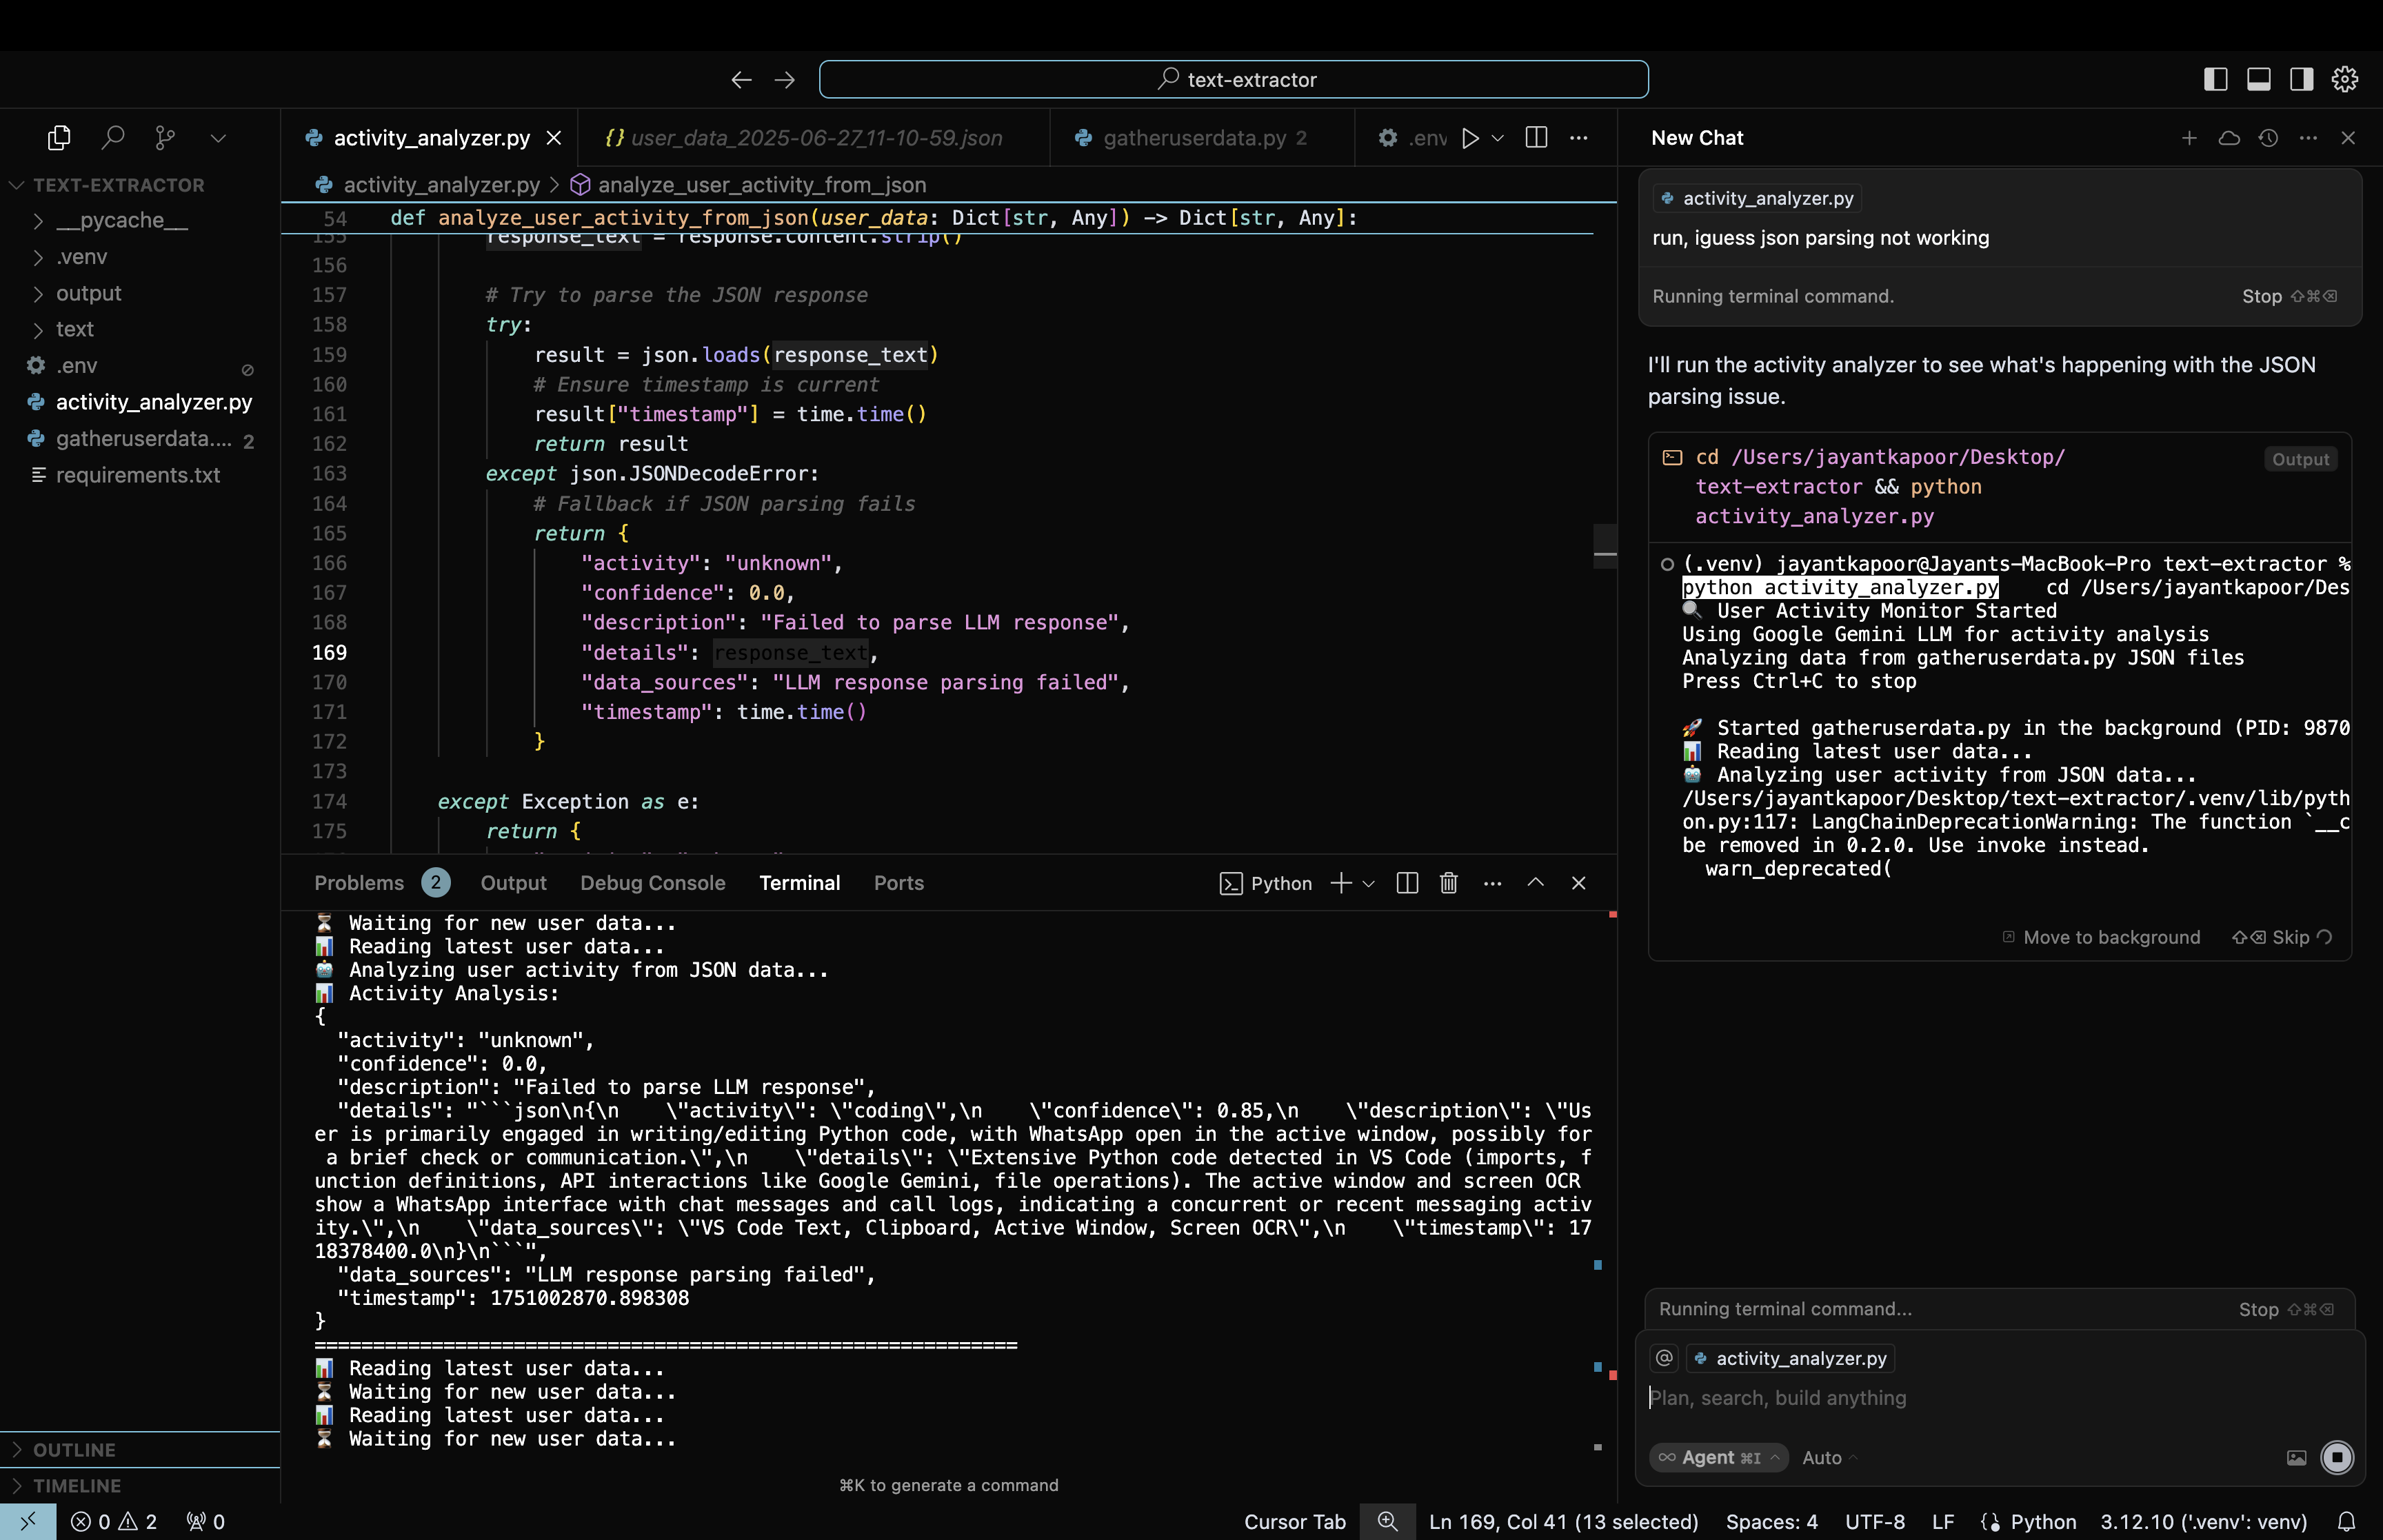 text-extractor
TEXT-EXTRACTOR
__pycache__
.venv
output
text
.env
activity_analyzer.py
gatheruserdata.... 2
requirements.txt
OUTLINE
TIMELINE
activity_analyzer.py
user_data_2025-06-27_11-10-59.json
gatheruserdata.py 2
.env
activity_analyzer.py > analyze_user_activity_from_json
54 def analyze_user_activity_from_json(user_data: Dict[str, Any]) -> Dict[str, Any]:
155 response_text = response.content.strip()
156
157 # Try to parse the JSON response
158 try:
159 result = json.loads(response_text)
160 # Ensure timestamp is current
161 result["timestamp"] = time.time()
162 return result
163 except json.JSONDecodeError:
164 # Fallback if JSON parsing fails
165 return {
166 "activity": "unknown",
167 "confidence": 0.0,
168 "description": "Failed to parse LLM response",
169 "details": response_text,
170 "data_sources": "LLM response parsing failed",
171 "timestamp": time.time()
172 }
173
174 except Exception as e:
175 return {
Problems 2 Output Debug Console Terminal Ports Python
⏳ Waiting for new user data...
📊 Reading latest user data...
🤖 Analyzing user activity from JSON data...
📊 Activity Analysis:
{
"activity": "unknown",
"confidence": 0.0,
"description": "Failed to parse LLM response",
"details": "```json\n{\n    \"activity\": \"coding\",\n    \"confidence\": 0.85,\n    \"description\": \"Us
er is primarily engaged in writing/editing Python code, with WhatsApp open in the active window, possibly for
a brief check or communication.\",\n    \"details\": \"Extensive Python code detected in VS Code (imports, f
unction definitions, API interactions like Google Gemini, file operations). The active window and screen OCR
show a WhatsApp interface with chat messages and call logs, indicating a concurrent or recent messaging activ
ity.\",\n    \"data_sources\": \"VS Code Text, Clipboard, Active Window, Screen OCR\",\n    \"timestamp\": 17
18378400.0\n}\n```",
"data_sources": "LLM response parsing failed",
"timestamp": 1751002870.898308
}
============================================================
📊 Reading latest user data...
⏳ Waiting for new user data...
📊 Reading latest user data...
⏳ Waiting for new user data...
⌘K to generate a command
New Chat
activity_analyzer.py
run, iguess json parsing not working
Running terminal command. Stop ⇧⌘⌫
I'll run the activity analyzer to see what's happening with the JSON
parsing issue.
cd /Users/jayantkapoor/Desktop/ Output
text-extractor && python
activity_analyzer.py
(.venv) jayantkapoor@Jayants-MacBook-Pro text-extractor %
python activity_analyzer.py cd /Users/jayantkapoor/Des
🔍 User Activity Monitor Started
Using Google Gemini LLM for activity analysis
Analyzing data from gatheruserdata.py JSON files
Press Ctrl+C to stop
🚀 Started gatheruserdata.py in the background (PID: 9870
📊 Reading latest user data...
🤖 Analyzing user activity from JSON data...
/Users/jayantkapoor/Desktop/text-extractor/.venv/lib/pyth
on.py:117: LangChainDeprecationWarning: The function `__c
be removed in 0.2.0. Use invoke instead.
warn_deprecated(
Move to background ⇧⌫ Skip
Running terminal command... Stop ⇧⌘⌫
@ activity_analyzer.py
Plan, search, build anything
∞ Agent ⌘I Auto
0 2 0
Cursor Tab Ln 169, Col 41 (13 selected) Spaces: 4 UTF-8 LF Python 3.12.10 ('.venv': venv)